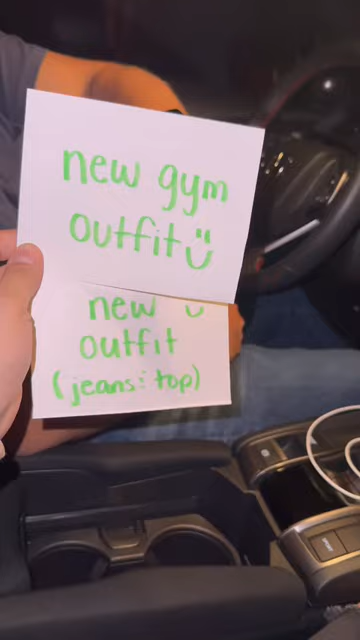 new gym
outfit
new
outfit
(jeans: top)